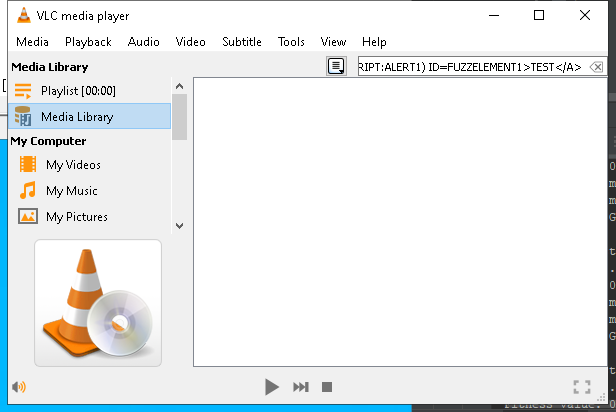 VLC media player
Media Playback Audio Video Subtitle Tools View Help
Media Library
RIPT:ALERT1) ID=FUZZELEMENT1>TEST</A>
Playlist [00:00]
Media Library
My Computer
My Videos
My Music
My Pictures